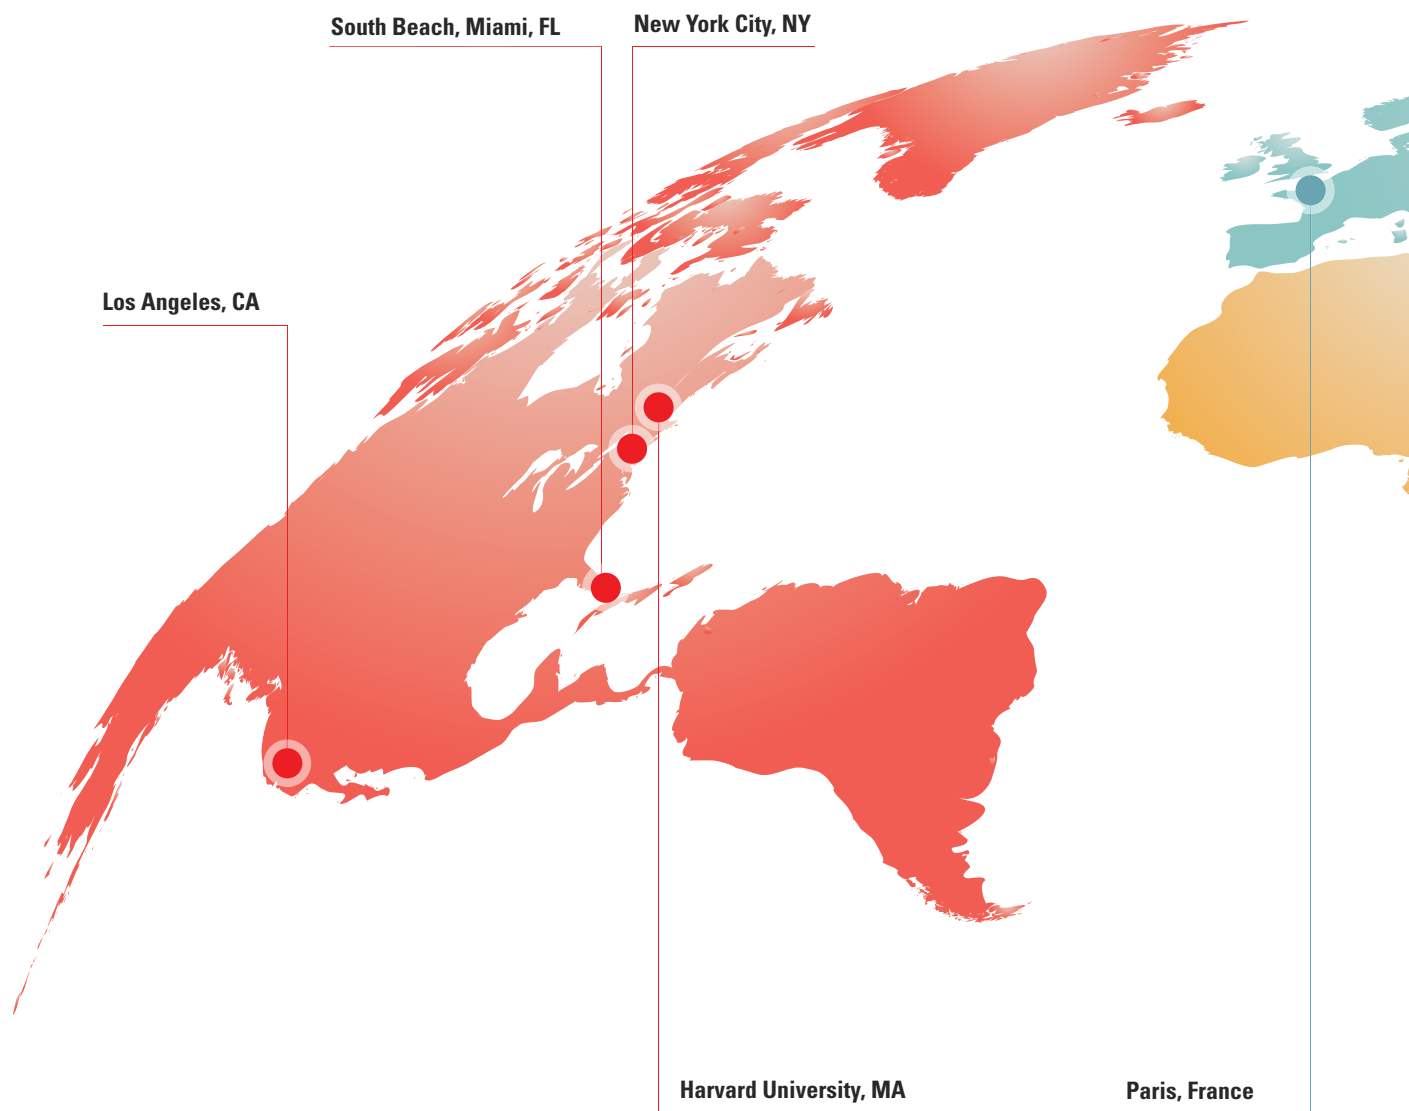 South Beach, Miami, FL
New York City, NY
Los Angeles, CA
Harvard University, MA
Paris, France